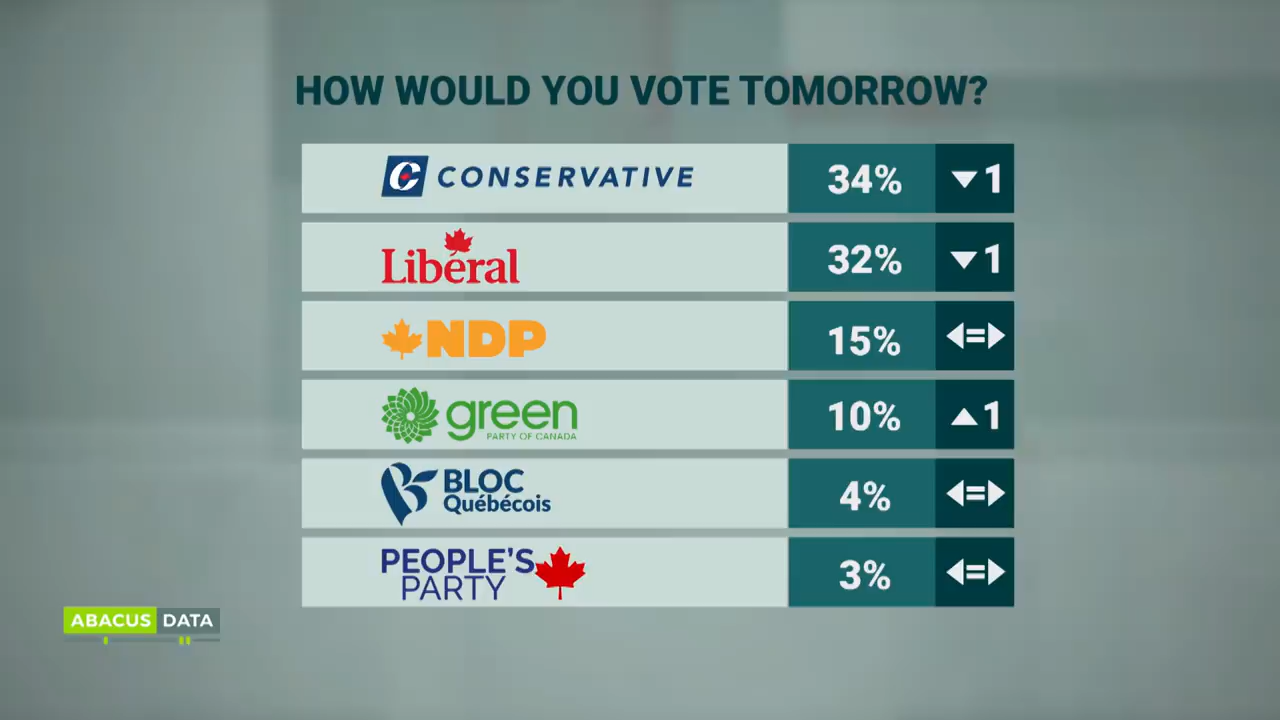 HOW WOULD YOU VOTE TOMORROW?
C CONSERVATIVE 34% ▼1
Liberal 32% ▼1
NDP 15% ◄=►
green 10% ▲1
PARTY OF CANADA
BLOC 4% ◄=►
Québécois
PEOPLE'S 3% ◄=►
PARTY
ABACUS DATA